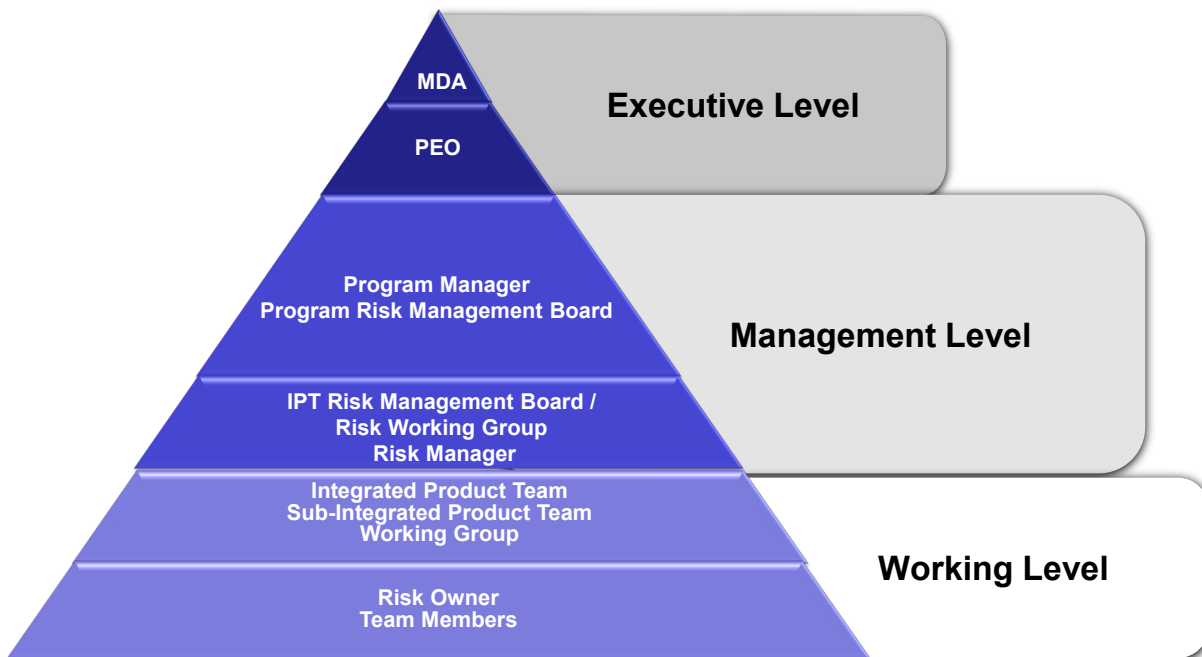 MDA
Executive Level
PEO
Program Manager
Program Risk Management Board
Management Level
IPT Risk Management Board /
Risk Working Group
Risk Manager
Integrated Product Team
Sub-Integrated Product Team
Working Group
Working Level
Risk Owner
Team Members